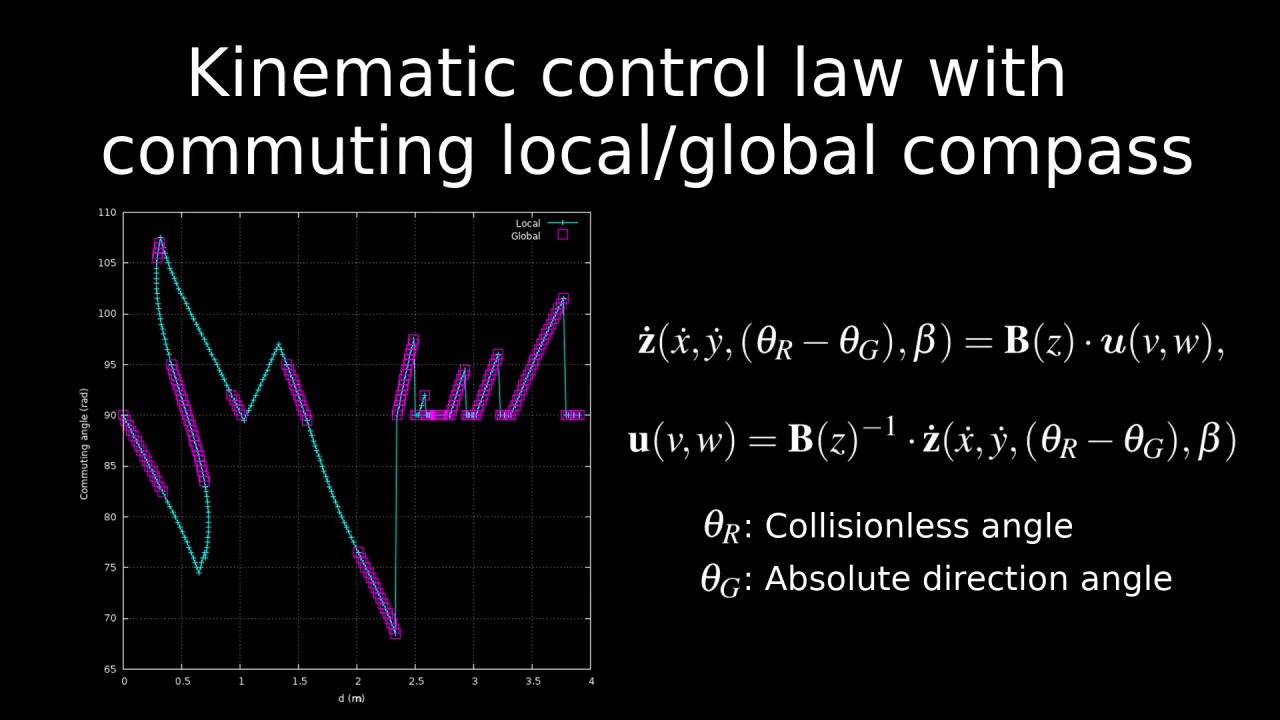 Kinematic control law with
commuting local/global compass
110
105
100
95
90
85
80
75
70
65
0 0.5 1 1.5 2 2.5 3 3.5 4
Commuting angle (rad)
d (m)
Local
Global
ż(ẋ, ẏ, (θ_R − θ_G), β) = B(z) · u(v, w),
u(v, w) = B(z)⁻¹ · ż(ẋ, ẏ, (θ_R − θ_G), β)
θ_R: Collisionless angle
θ_G: Absolute direction angle